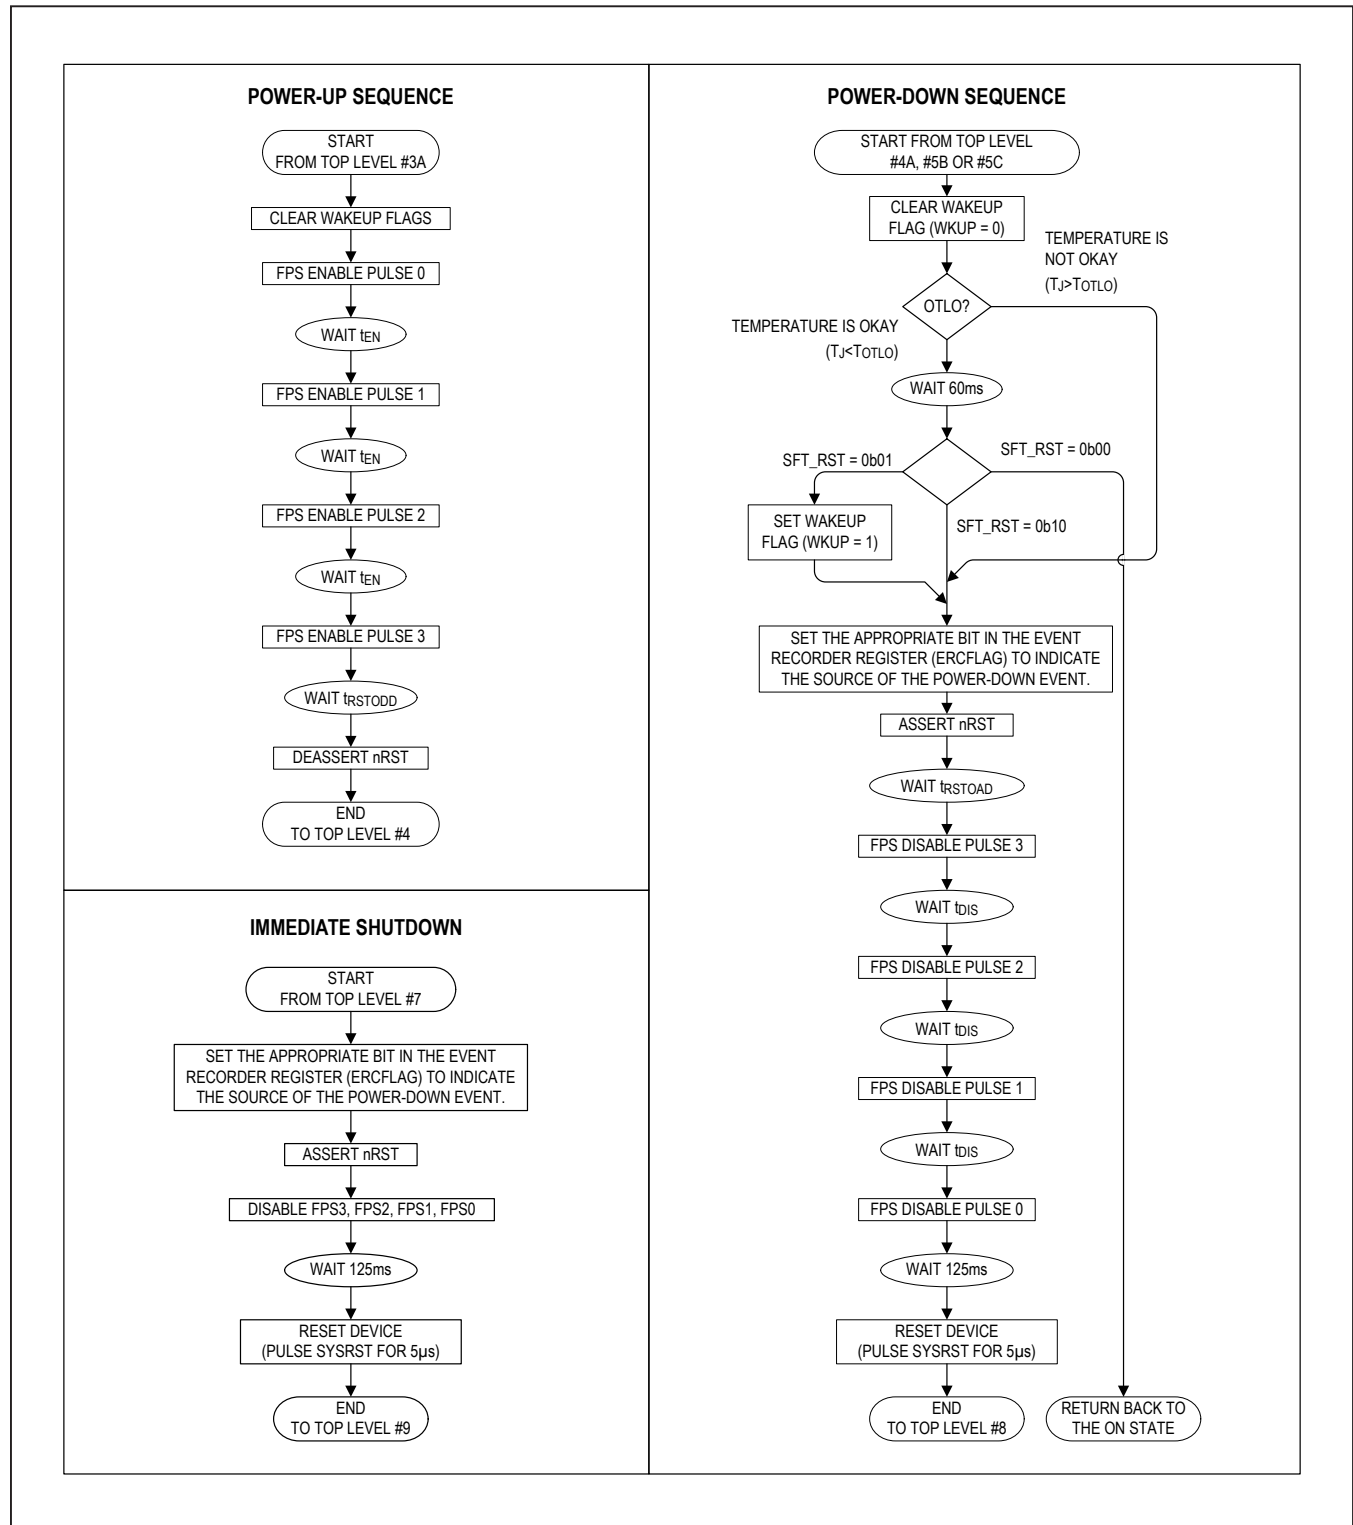 POWER-UP SEQUENCE
START
FROM TOP LEVEL #3A
CLEAR WAKEUP FLAGS
FPS ENABLE PULSE 0
WAIT tEN
FPS ENABLE PULSE 1
WAIT tEN
FPS ENABLE PULSE 2
WAIT tEN
FPS ENABLE PULSE 3
WAIT tRSTODD
DEASSERT nRST
END
TO TOP LEVEL #4
IMMEDIATE SHUTDOWN
START
FROM TOP LEVEL #7
SET THE APPROPRIATE BIT IN THE EVENT
RECORDER REGISTER (ERCFLAG) TO INDICATE
THE SOURCE OF THE POWER-DOWN EVENT.
ASSERT nRST
DISABLE FPS3, FPS2, FPS1, FPS0
WAIT 125ms
RESET DEVICE
(PULSE SYSRST FOR 5µs)
END
TO TOP LEVEL #9
POWER-DOWN SEQUENCE
START FROM TOP LEVEL
#4A, #5B OR #5C
CLEAR WAKEUP
FLAG (WKUP = 0)
TEMPERATURE IS
NOT OKAY
(TJ>TOTLO)
OTLO?
TEMPERATURE IS OKAY
(TJ<TOTLO)
WAIT 60ms
SFT_RST = 0b01
SFT_RST = 0b00
SET WAKEUP
FLAG (WKUP = 1)
SFT_RST = 0b10
SET THE APPROPRIATE BIT IN THE EVENT
RECORDER REGISTER (ERCFLAG) TO INDICATE
THE SOURCE OF THE POWER-DOWN EVENT.
ASSERT nRST
WAIT tRSTOAD
FPS DISABLE PULSE 3
WAIT tDIS
FPS DISABLE PULSE 2
WAIT tDIS
FPS DISABLE PULSE 1
WAIT tDIS
FPS DISABLE PULSE 0
WAIT 125ms
RESET DEVICE
(PULSE SYSRST FOR 5µs)
END
TO TOP LEVEL #8
RETURN BACK TO
THE ON STATE